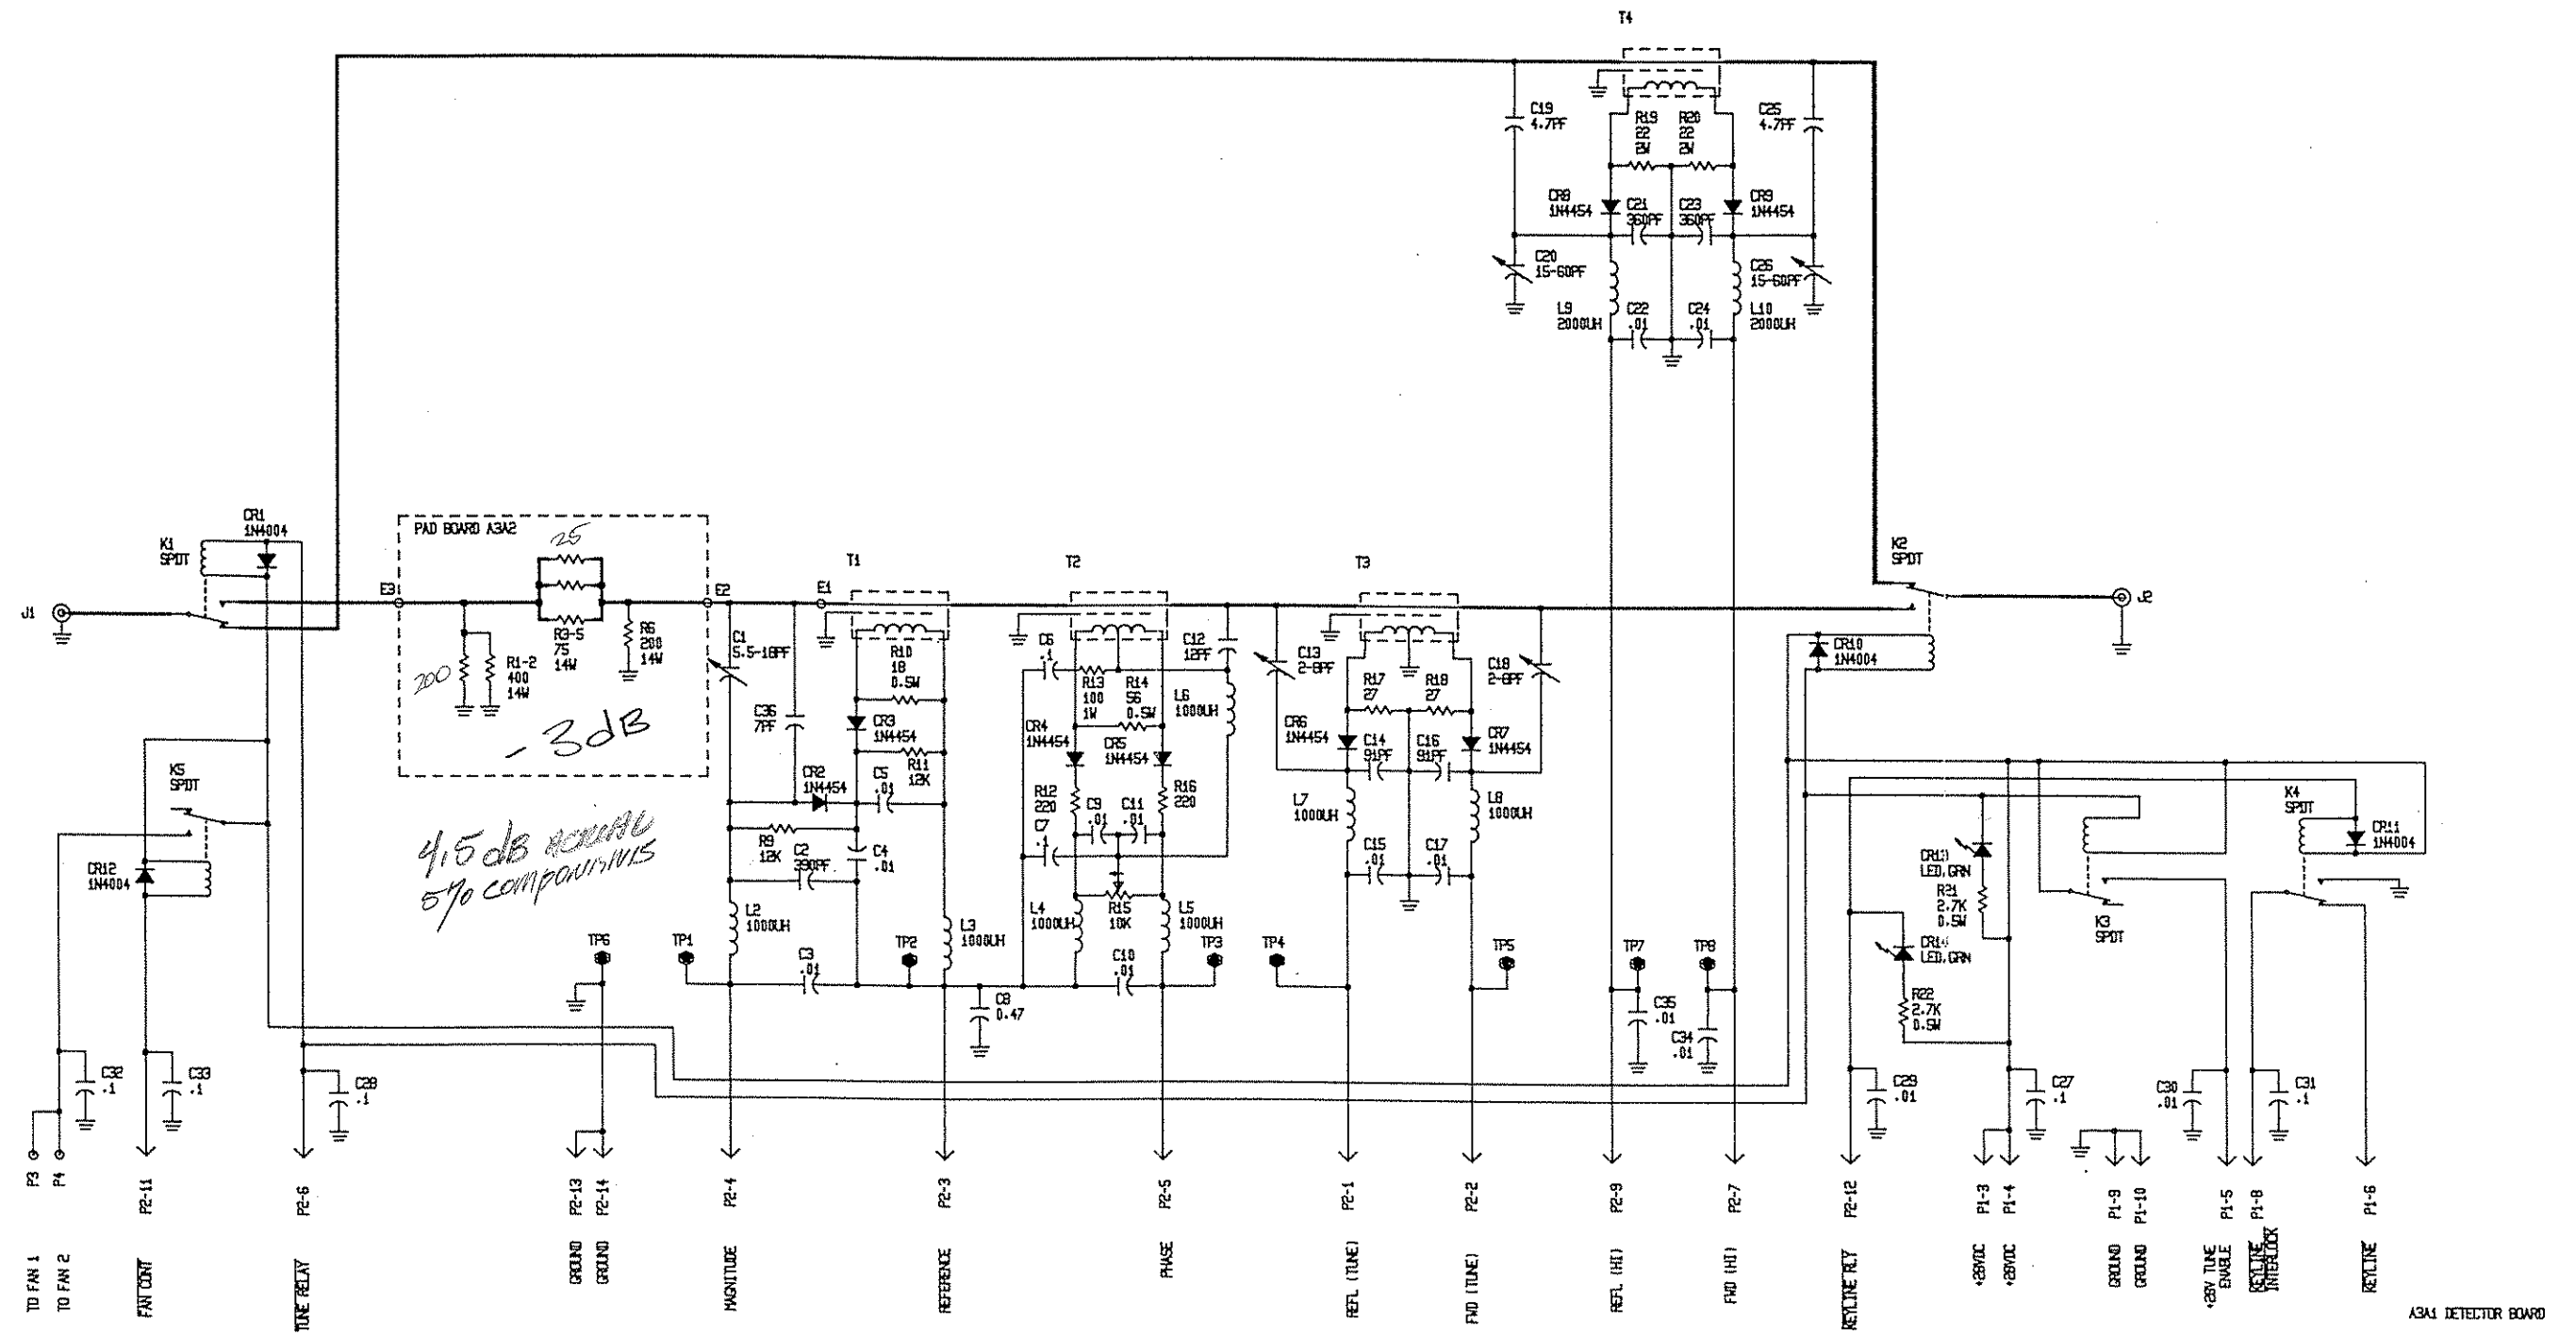 T4
C19
4.7PF
R19
22
2W
R20
22
2W
C25
4.7PF
CR8
1N4454
C21
360PF
C23
360PF
CR9
1N4454
C20
15-60PF
C26
15-60PF
L9
2000UH
C22
.01
C24
.01
L10
2000UH
CR1
1N4004
K1
SPDT
PAD BOARD A3A2
25
J1
E3
R3-5
75
14W
R6
200
14W
R1-2
400
14W
200
-3dB
E2
E1
T1
T2
T3
K2
SPDT
J2
CR10
1N4004
C1
5.5-18PF
C36
7PF
R10
18
0.5W
CR3
1N4454
R11
12K
CR2
1N4454
C5
.01
R9
12K
C2
390PF
C4
.01
L2
1000UH
L3
1000UH
C3
.01
C6
.1
R13
100
1W
R14
56
0.5W
C12
12PF
L6
1000UH
CR4
1N4454
CR5
1N4454
R12
220
R16
220
C9
.01
C11
.01
C7
.1
R15
10K
L4
1000UH
L5
1000UH
C10
.01
C8
0.47
C13
2-8PF
R17
27
R18
27
C18
2-8PF
CR6
1N4454
C14
91PF
C16
91PF
CR7
1N4454
L7
1000UH
L8
1000UH
C15
.01
C17
.01
K5
SPDT
CR12
1N4004
4.5 dB
5%
K4
SPDT
CR11
1N4004
CR13
LED,GRN
R21
2.7K
0.5W
K3
SPDT
CR14
LED,GRN
R22
2.7K
0.5W
TP6
TP1
TP2
TP3
TP4
TP5
TP7
TP8
C35
.01
C34
.01
C32
.1
C33
.1
C28
.1
C29
.01
C27
.1
C30
.01
C31
.1
P3
P4
P2-11
P2-6
P2-13
P2-14
P2-4
P2-3
P2-5
P2-1
P2-2
P2-9
P2-7
P2-12
P1-3
P1-4
P1-9
P1-10
P1-5
P1-8
P1-6
TO FAN 1
TO FAN 2
FAN CONT
TUNE RELAY
GROUND
GROUND
MAGNITUDE
REFERENCE
PHASE
REFL (TUNE)
FWD (TUNE)
REFL (HI)
FWD (HI)
KEYLINE RLY
+28VDC
+28VDC
GROUND
GROUND
+28V TUNE
ENABLE
KEYLINE
INTERLOCK
KEYLINE
A3A1 DETECTOR BOARD